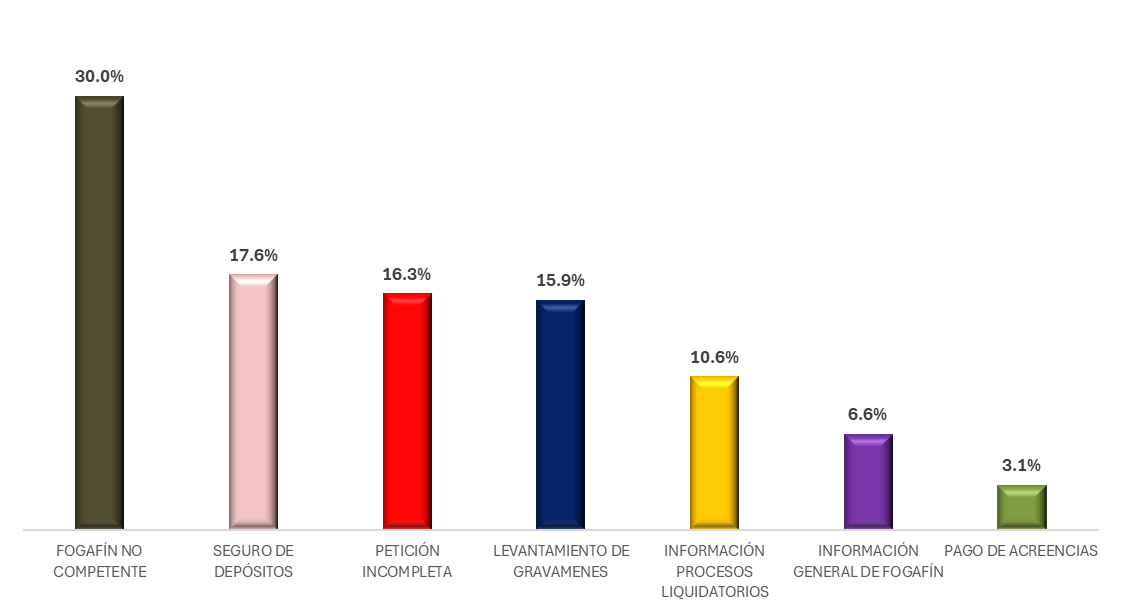 30.0%
17.6%
16.3%
15.9%
10.6%
6.6%
3.1%
FOGAFÍN NO
COMPETENTE
SEGURO DE
DEPÓSITOS
PETICIÓN
INCOMPLETA
LEVANTAMIENTO DE
GRAVAMENES
INFORMACIÓN
PROCESOS
LIQUIDATORIOS
INFORMACIÓN
GENERAL DE FOGAFÍN
PAGO DE ACREENCIAS